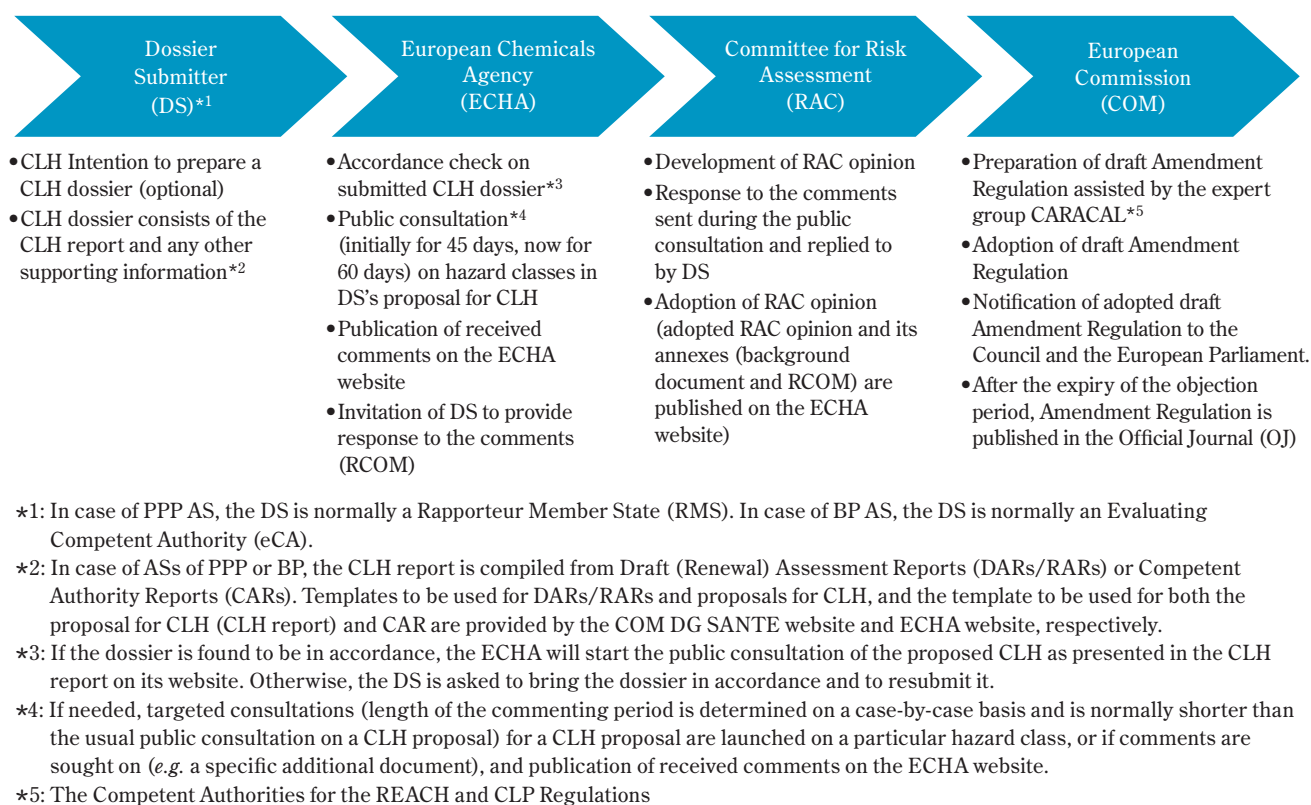 Dossier
Submitter
(DS)*1
European Chemicals
Agency
(ECHA)
Committee for Risk
Assessment
(RAC)
European
Commission
(COM)
•CLH Intention to prepare a
CLH dossier (optional)
•CLH dossier consists of the
CLH report and any other
supporting information*2
•Accordance check on
submitted CLH dossier*3
•Public consultation*4
(initially for 45 days, now for
60 days) on hazard classes in
DS's proposal for CLH
•Publication of received
comments on the ECHA
website
•Invitation of DS to provide
response to the comments
(RCOM)
•Development of RAC opinion
•Response to the comments
sent during the public
consultation and replied to
by DS
•Adoption of RAC opinion
(adopted RAC opinion and its
annexes (background
document and RCOM) are
published on the ECHA
website)
•Preparation of draft Amendment
Regulation assisted by the expert
group CARACAL*5
•Adoption of draft Amendment
Regulation
•Notification of adopted draft
Amendment Regulation to the
Council and the European Parliament.
•After the expiry of the objection
period, Amendment Regulation is
published in the Official Journal (OJ)
*1: In case of PPP AS, the DS is normally a Rapporteur Member State (RMS). In case of BP AS, the DS is normally an Evaluating
Competent Authority (eCA).
*2: In case of ASs of PPP or BP, the CLH report is compiled from Draft (Renewal) Assessment Reports (DARs/RARs) or Competent
Authority Reports (CARs). Templates to be used for DARs/RARs and proposals for CLH, and the template to be used for both the
proposal for CLH (CLH report) and CAR are provided by the COM DG SANTE website and ECHA website, respectively.
*3: If the dossier is found to be in accordance, the ECHA will start the public consultation of the proposed CLH as presented in the CLH
report on its website. Otherwise, the DS is asked to bring the dossier in accordance and to resubmit it.
*4: If needed, targeted consultations (length of the commenting period is determined on a case-by-case basis and is normally shorter than
the usual public consultation on a CLH proposal) for a CLH proposal are launched on a particular hazard class, or if comments are
sought on (e.g. a specific additional document), and publication of received comments on the ECHA website.
*5: The Competent Authorities for the REACH and CLP Regulations